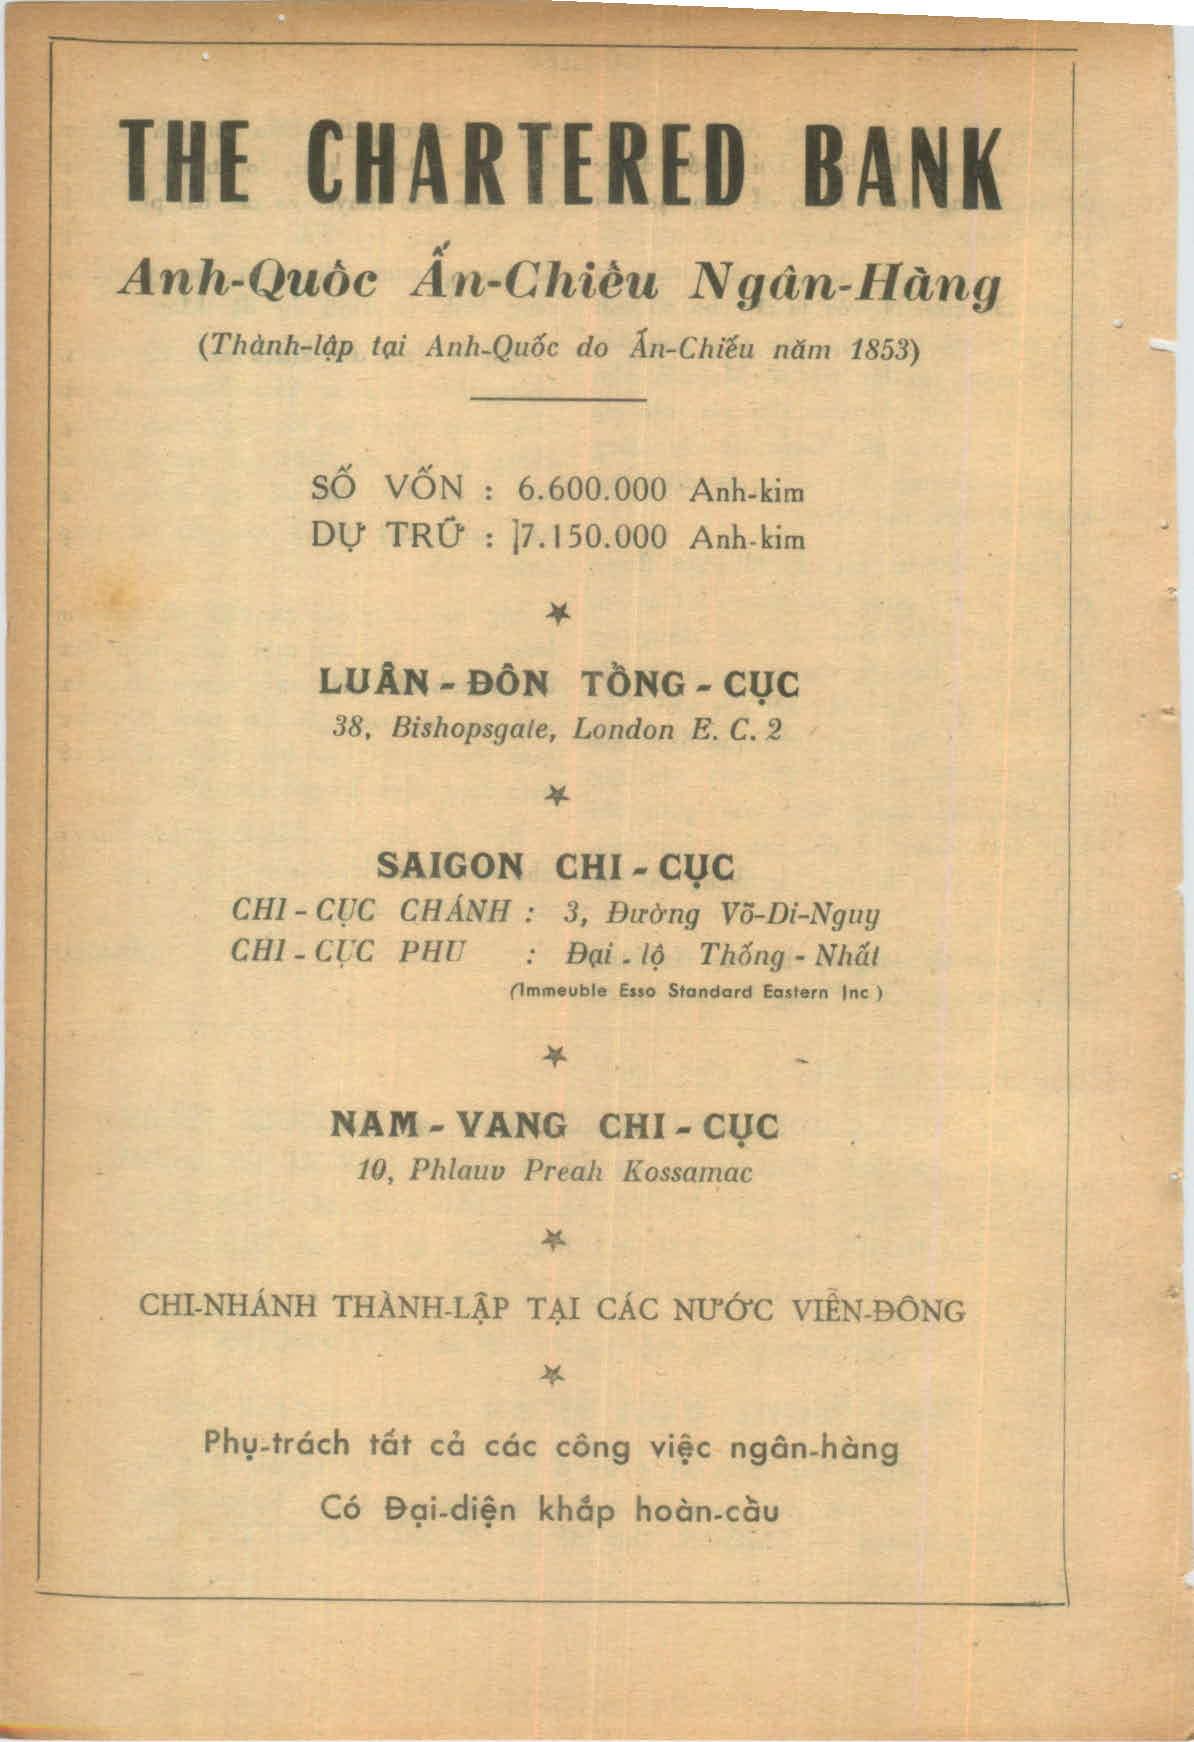 THE CHARTERED BANK
Anh-Quốc Ấn-Chiếu Ngân-Hàng
(Thành-lập tại Anh-Quốc do Ấn-Chiếu năm 1853)
SỐ VỐN : 6.600.000 Anh-kim
DỰ TRỮ : 7.150.000 Anh-kim
LUÂN - ĐÔN TỔNG - CỤC
38, Bishopsgate, London E. C. 2
SAIGON CHI - CỤC
CHI - CỤC CHÁNH : 3, Đường Võ-Di-Nguy
CHI - CỤC PHỤ : Đại - lộ Thống - Nhất
(Immeuble Esso Standard Eastern Inc )
NAM - VANG CHI - CỤC
10, Phlauv Preah Kossamac
CHI-NHÁNH THÀNH-LẬP TẠI CÁC NƯỚC VIỄN-ĐÔNG
Phụ-trách tất cả các công việc ngân-hàng
Có Đại-diện khắp hoàn-cầu